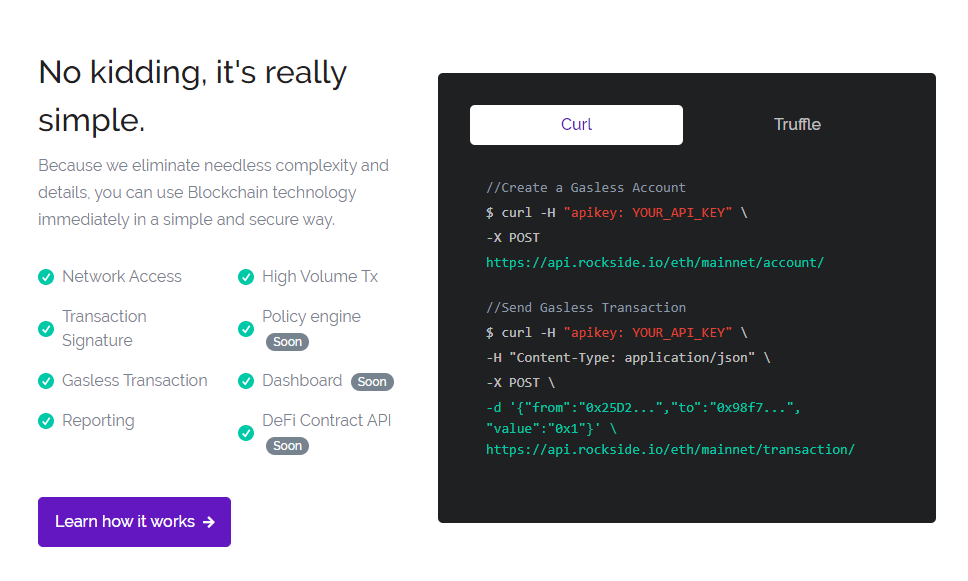 No kidding, it's really
simple.
Because we eliminate needless complexity and
details, you can use Blockchain technology
immediately in a simple and secure way.
Network Access
High Volume Tx
Transaction
Signature
Policy engine
Soon
Gasless Transaction
Dashboard Soon
Reporting
DeFi Contract API
Soon
Learn how it works →
Curl
Truffle
//Create a Gasless Account
$ curl -H "apikey: YOUR_API_KEY" \
-X POST
https://api.rockside.io/eth/mainnet/account/
//Send Gasless Transaction
$ curl -H "apikey: YOUR_API_KEY" \
-H "Content-Type: application/json" \
-X POST \
-d '{"from":"0x25D2...","to":"0x98f7...",
"value":"0x1"}' \
https://api.rockside.io/eth/mainnet/transaction/